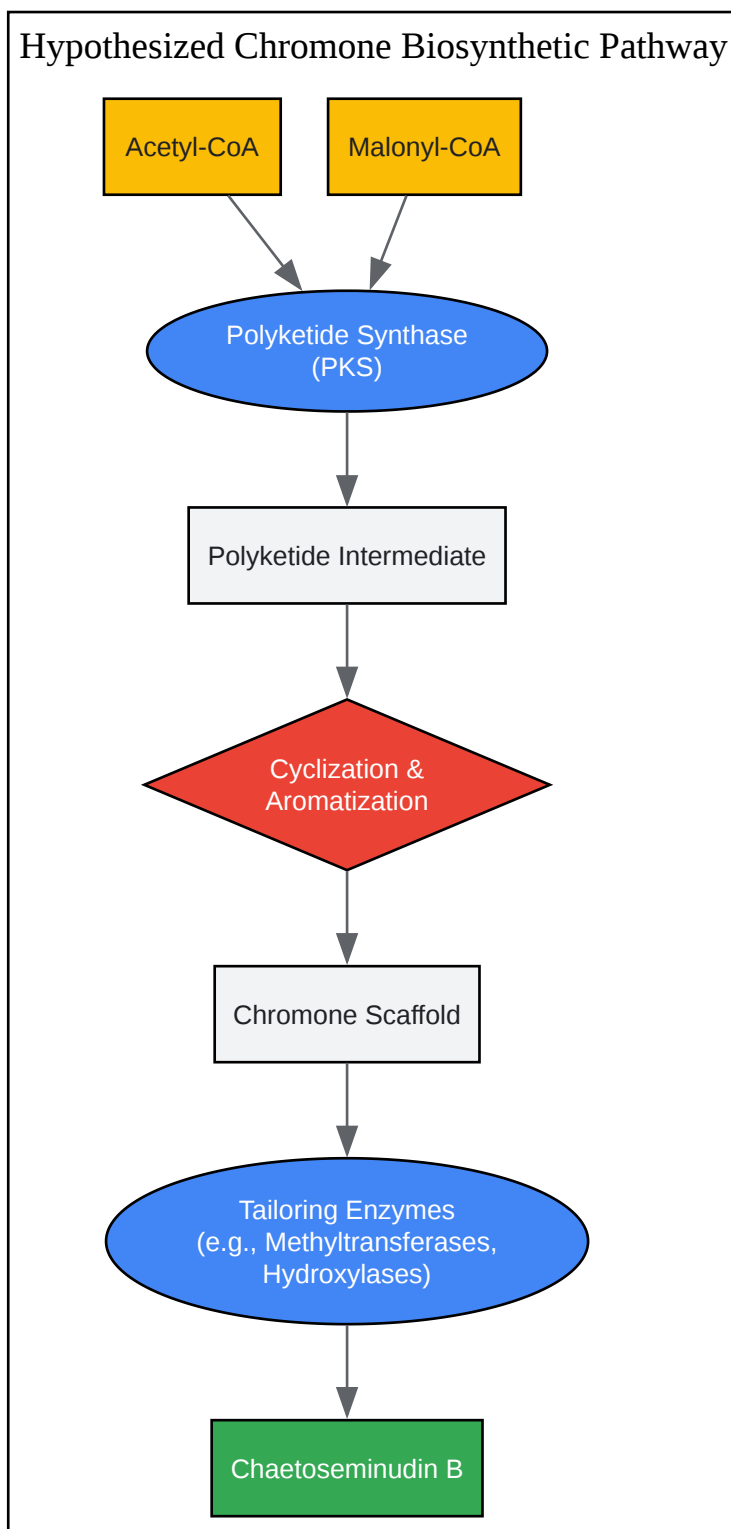 Hypothesized Chromone Biosynthetic Pathway
Acetyl-CoA
Malonyl-CoA
Polyketide Synthase
(PKS)
Polyketide Intermediate
Cyclization &
Aromatization
Chromone Scaffold
Tailoring Enzymes
(e.g., Methyltransferases,
Hydroxylases)
Chaetoseminudin B